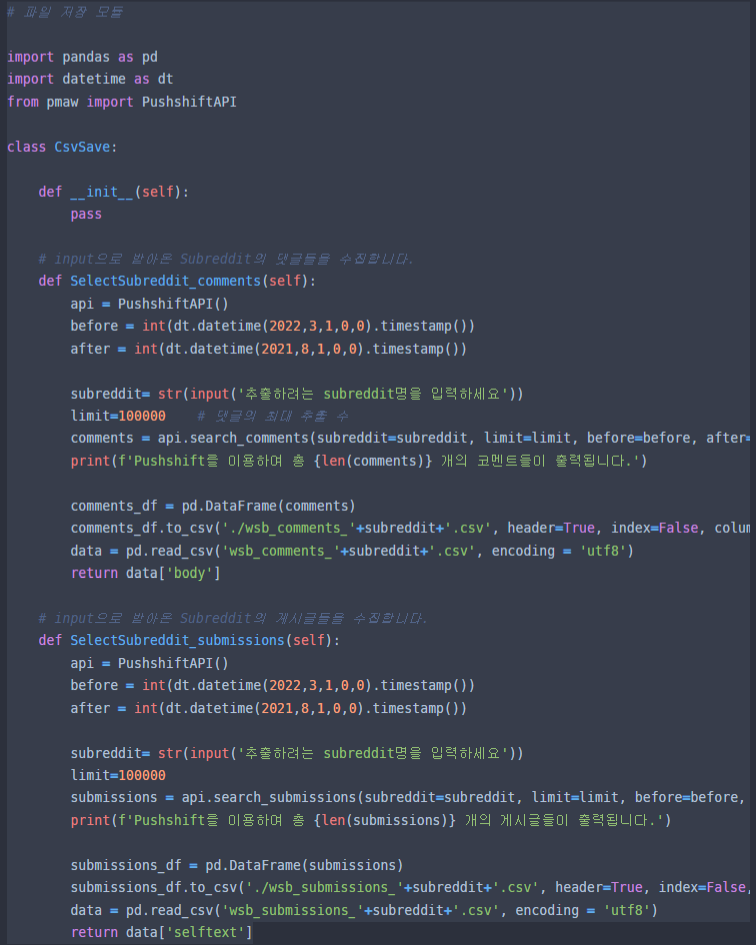 # 파일 저장 모듈
import pandas as pd
import datetime as dt
from pmaw import PushshiftAPI
class CsvSave:
def __init__(self):
pass
# input으로 받아온 Subreddit의 댓글들을 수집합니다.
def SelectSubreddit_comments(self):
api = PushshiftAPI()
before = int(dt.datetime(2022,3,1,0,0).timestamp())
after = int(dt.datetime(2021,8,1,0,0).timestamp())
subreddit= str(input('추출하려는 subreddit명을 입력하세요'))
limit=100000    # 댓글의 최대 추출 수
comments = api.search_comments(subreddit=subreddit, limit=limit, before=before, after=
print(f'Pushshift를 이용하여 총 {len(comments)} 개의 코멘트들이 출력됩니다.')
comments_df = pd.DataFrame(comments)
comments_df.to_csv('./wsb_comments_'+subreddit+'.csv', header=True, index=False, colum
data = pd.read_csv('wsb_comments_'+subreddit+'.csv', encoding = 'utf8')
return data['body']
# input으로 받아온 Subreddit의 게시글들을 수집합니다.
def SelectSubreddit_submissions(self):
api = PushshiftAPI()
before = int(dt.datetime(2022,3,1,0,0).timestamp())
after = int(dt.datetime(2021,8,1,0,0).timestamp())
subreddit= str(input('추출하려는 subreddit명을 입력하세요'))
limit=100000
submissions = api.search_submissions(subreddit=subreddit, limit=limit, before=before,
print(f'Pushshift를 이용하여 총 {len(submissions)} 개의 게시글들이 출력됩니다.')
submissions_df = pd.DataFrame(submissions)
submissions_df.to_csv('./wsb_submissions_'+subreddit+'.csv', header=True, index=False,
data = pd.read_csv('wsb_submissions_'+subreddit+'.csv', encoding = 'utf8')
return data['selftext']